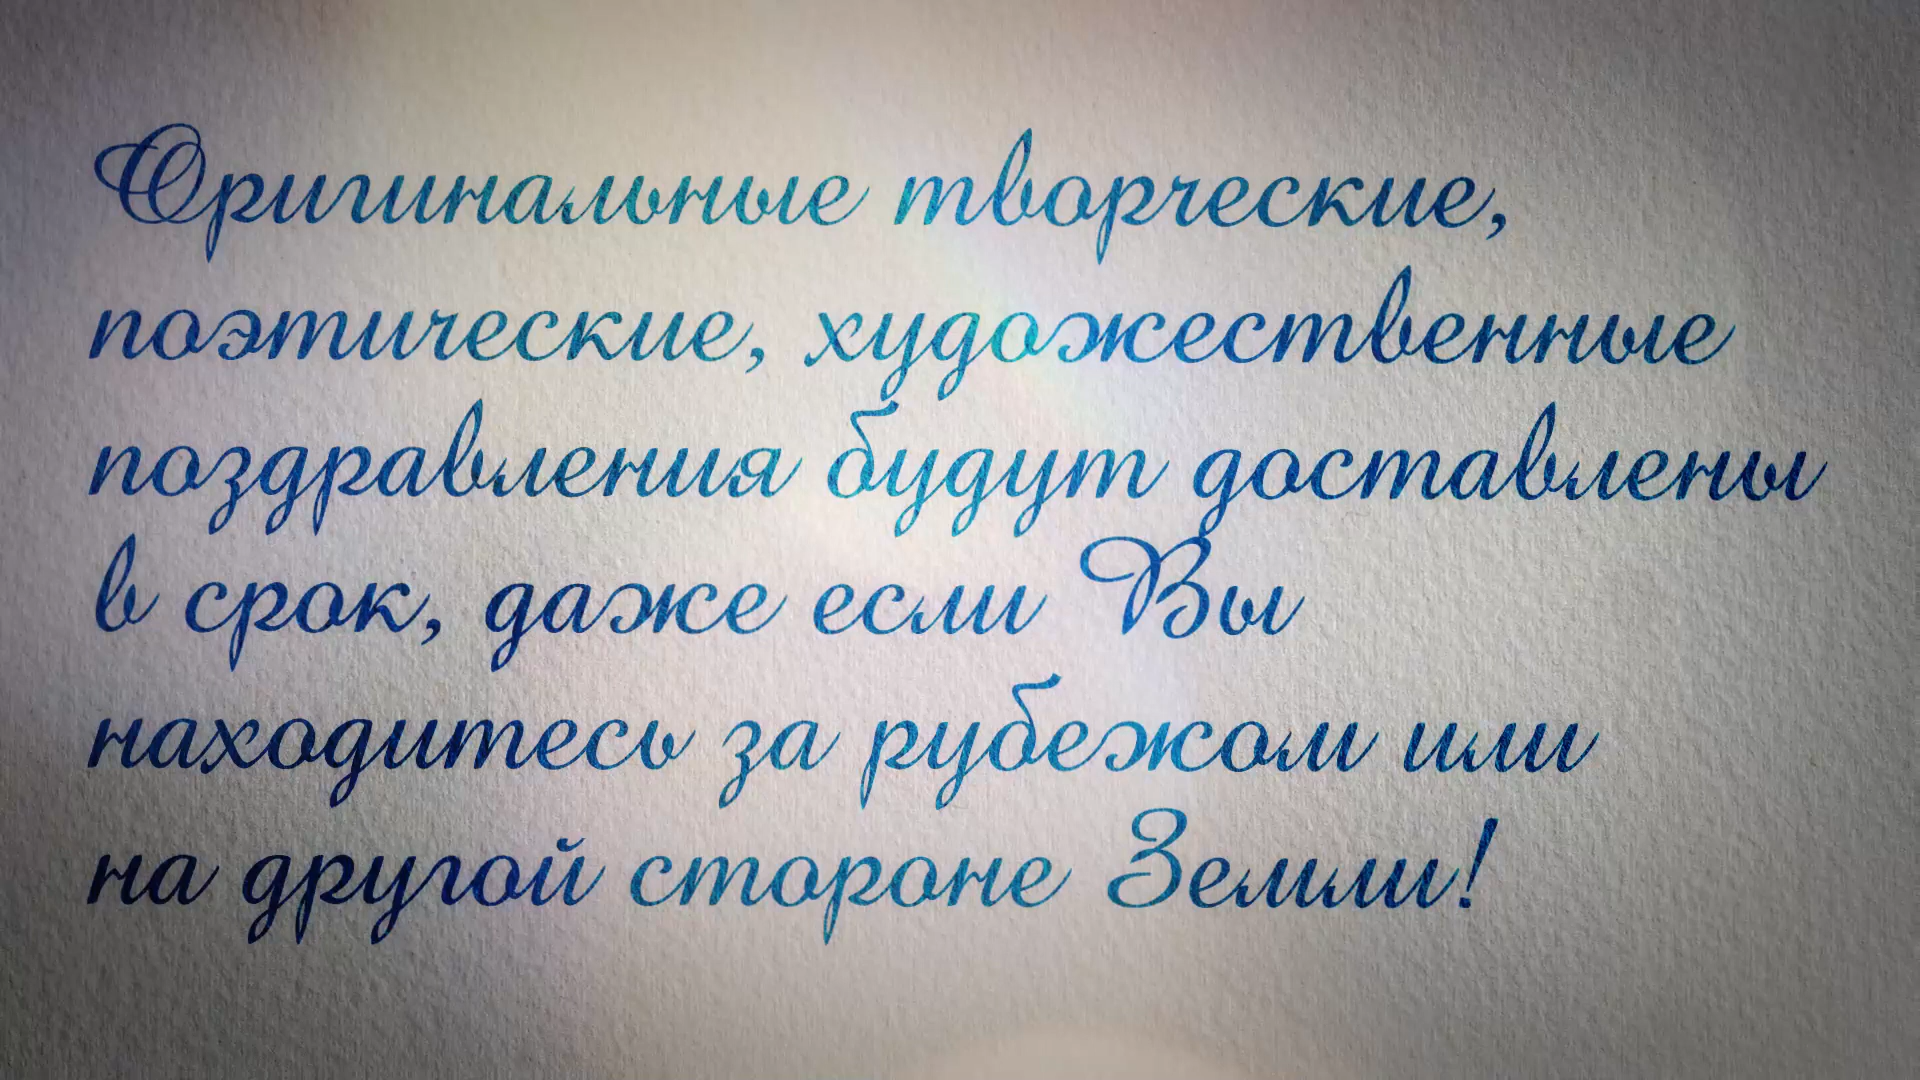 Оригинальные творческие,
поэтические, художественные
поздравления будут доставлены
в срок, даже если Вы
находитесь за рубежом или
на другой стороне Земли!